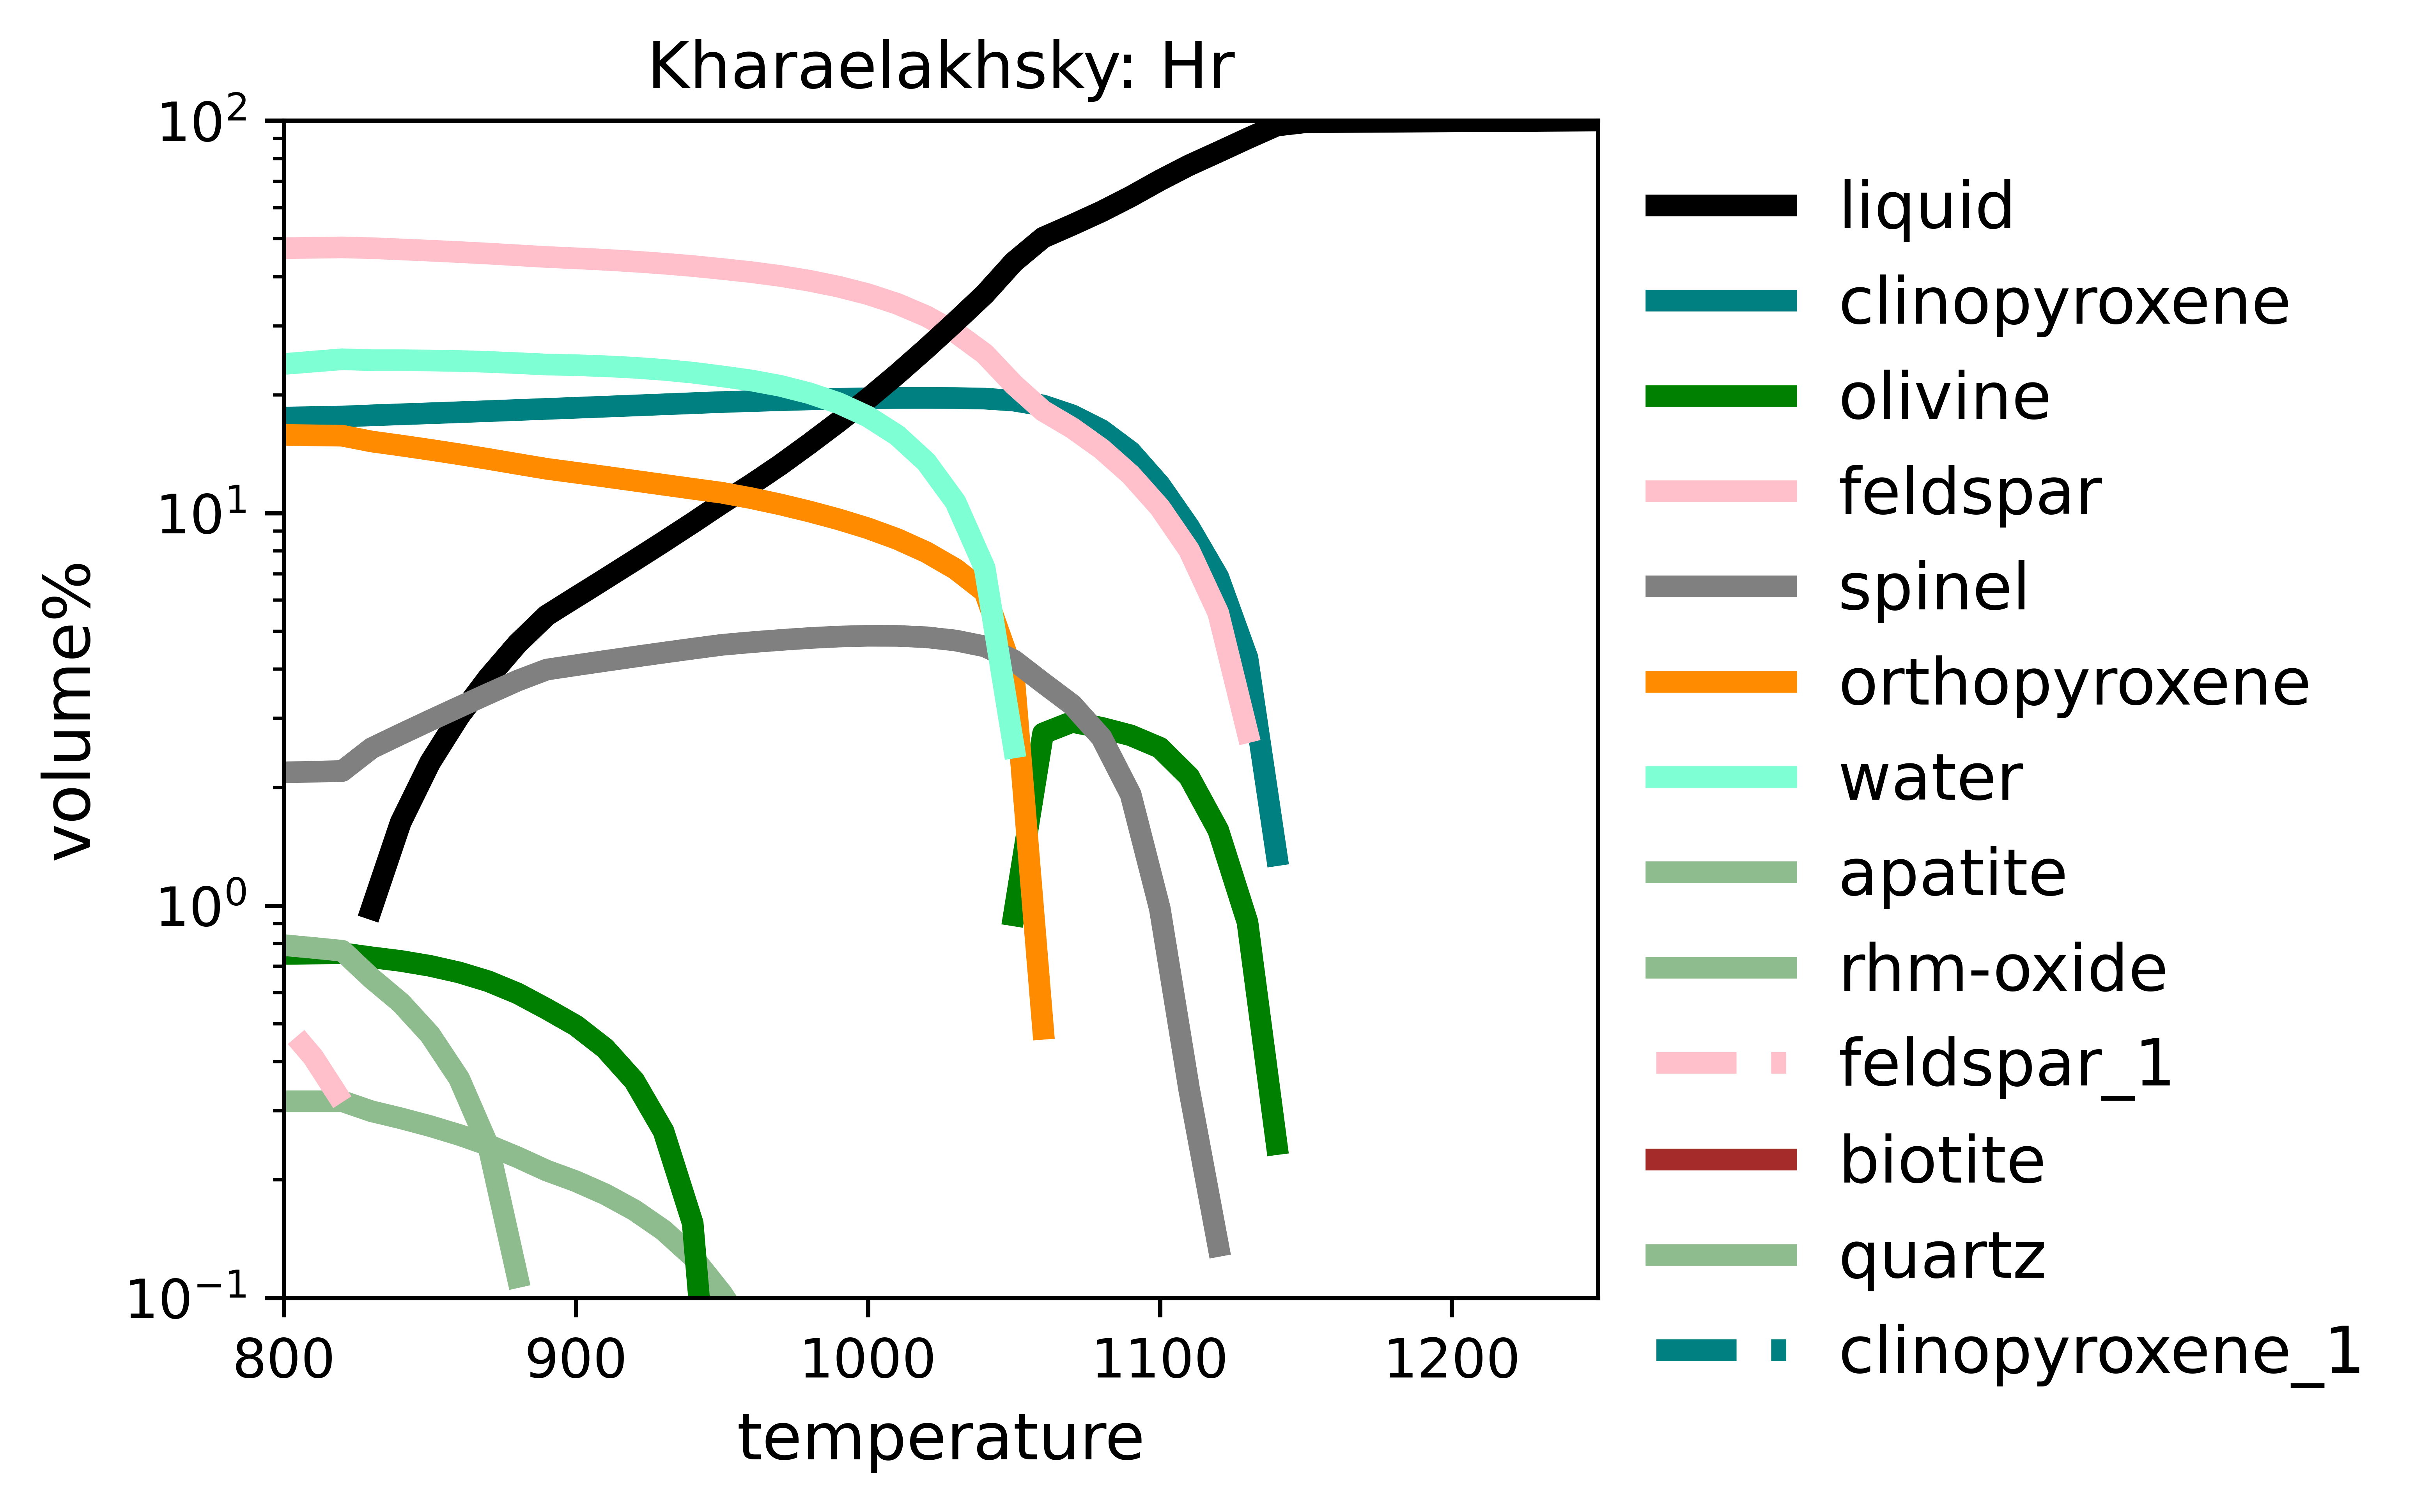 Kharaelakhsky: Hr
volume%
10²
10¹
10⁰
10⁻¹
800 900 1000 1100 1200
temperature
liquid
clinopyroxene
olivine
feldspar
spinel
orthopyroxene
water
apatite
rhm-oxide
feldspar_1
biotite
quartz
clinopyroxene_1